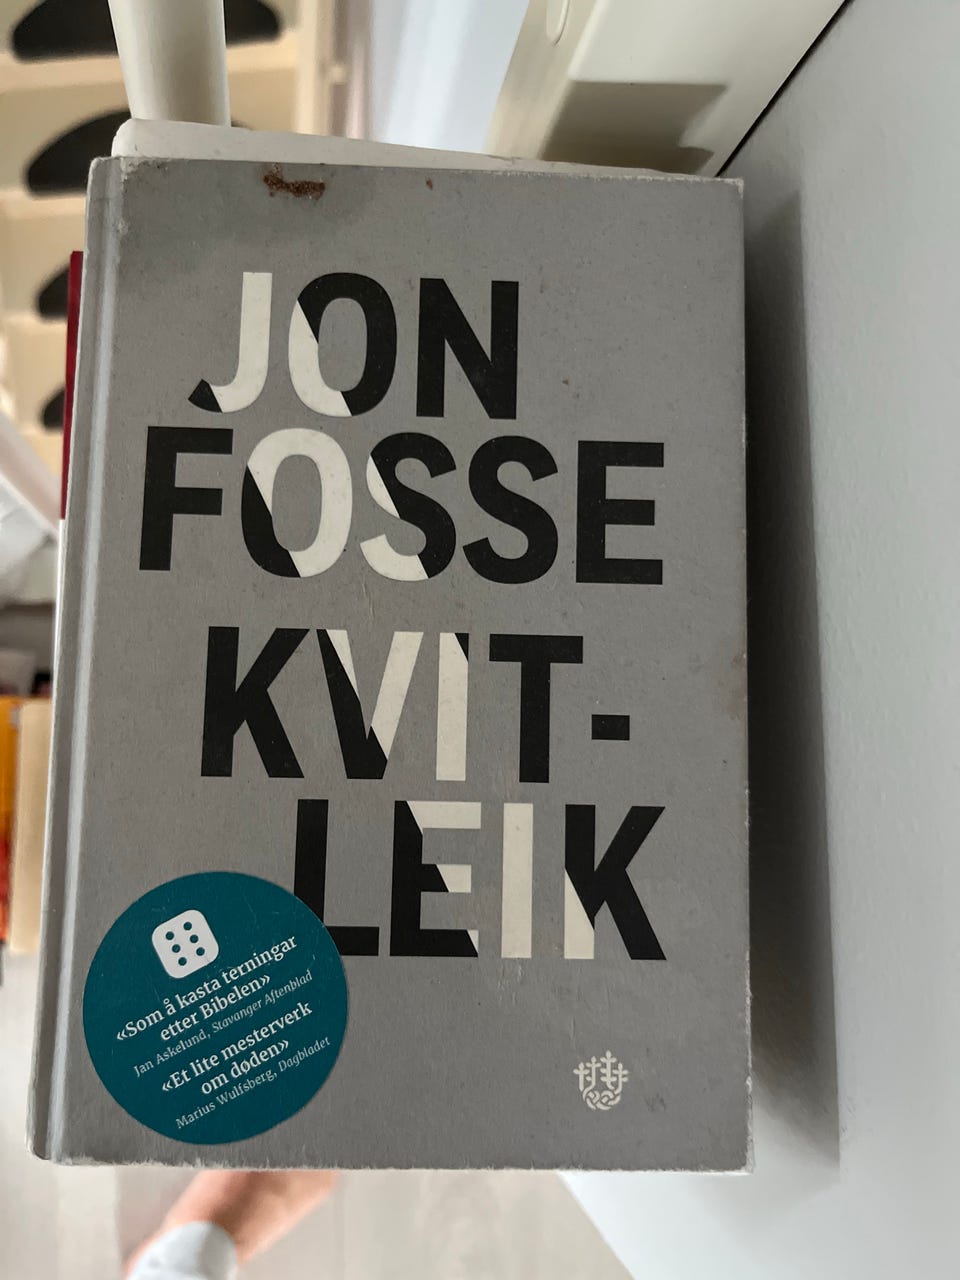 JON
FOSSE
KVIT-
LEIK
«Som å kasta terningar
etter Bibelen»
Jan Askelund, Stavanger Aftenblad
«Et lite mesterverk
om døden»
Marius Wulfsberg, Dagbladet